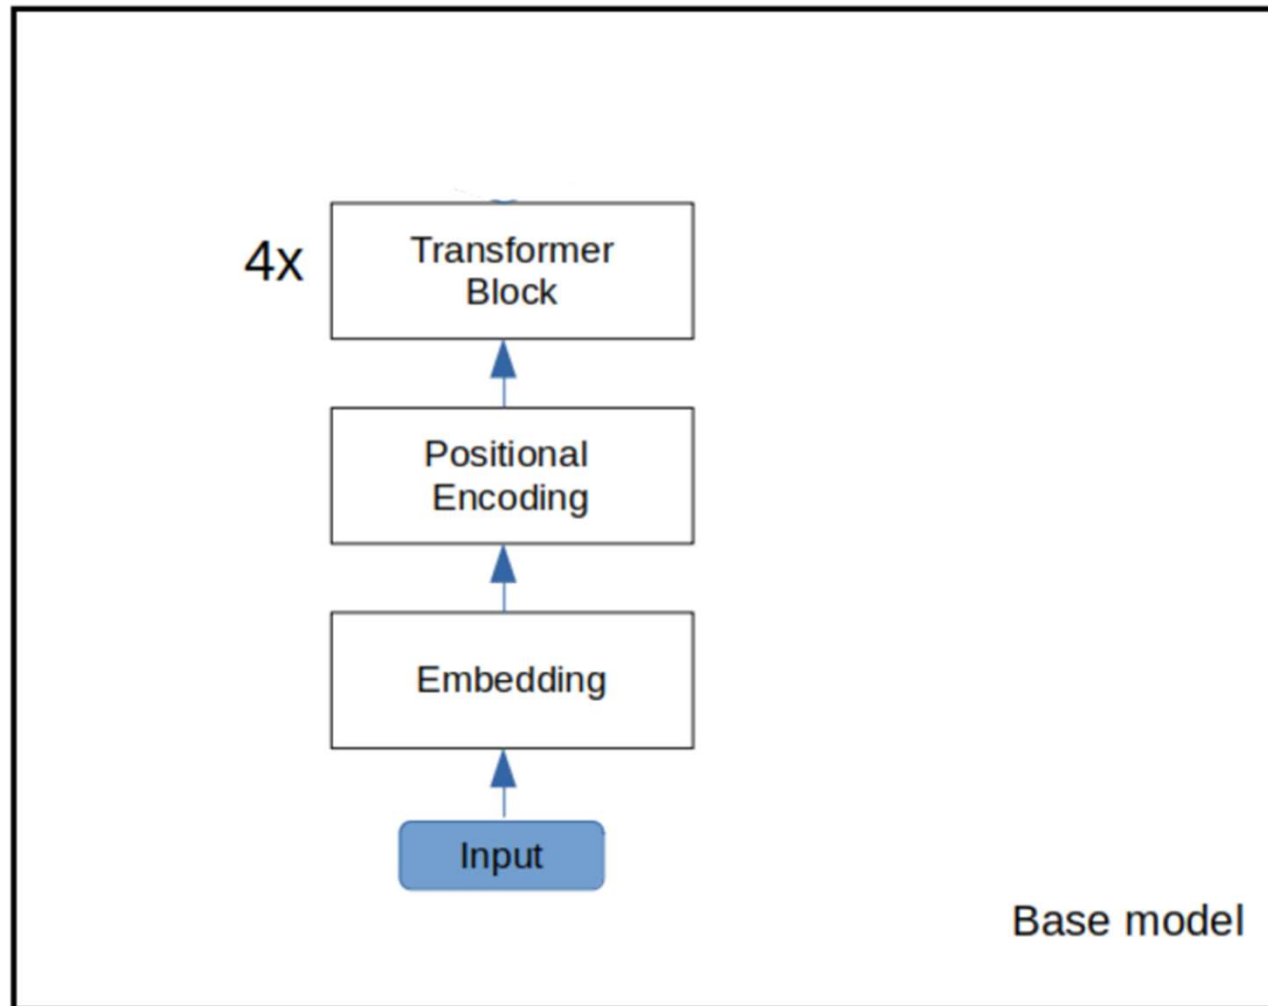 4x
Transformer
Block
Positional
Encoding
Embedding
Input
Base model